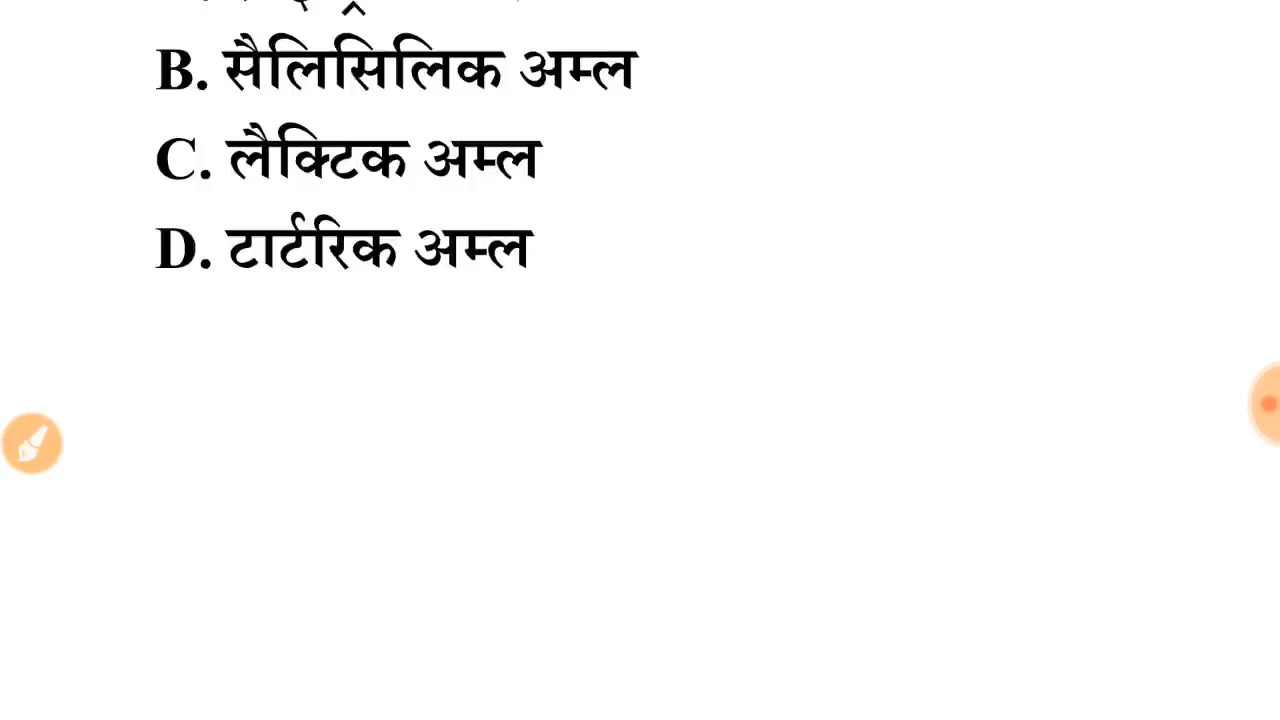 B. सैलिसिलिक अम्ल
C. लैक्टिक अम्ल
D. टार्टरिक अम्ल